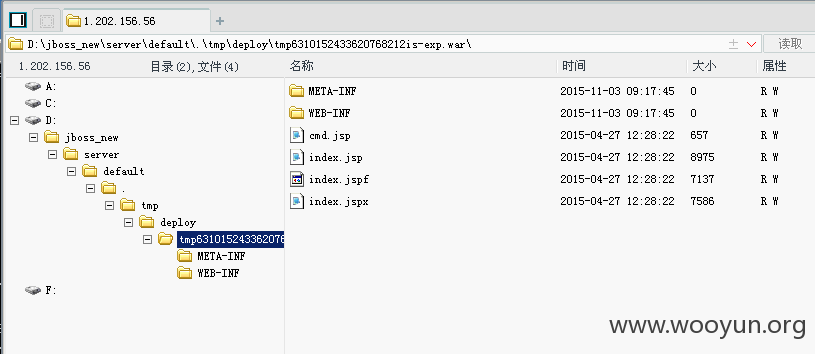 1.202.156.56
D:\jboss_new\server\default\.\tmp\deploy\tmp6310152433620768212is-exp.war\
读取
1.202.156.56 目录(2),文件(4)
名称 时间 大小 属性
A:
C:
D:
jboss_new
server
default
.
tmp
deploy
tmp6310152433620768
META-INF
WEB-INF
F:
META-INF 2015-11-03 09:17:45 0 R W
WEB-INF 2015-11-03 09:17:45 0 R W
cmd.jsp 2015-04-27 12:28:22 657 R W
index.jsp 2015-04-27 12:28:22 8975 R W
index.jspf 2015-04-27 12:28:22 7137 R W
index.jspx 2015-04-27 12:28:22 7586 R W
www.wooyun.org